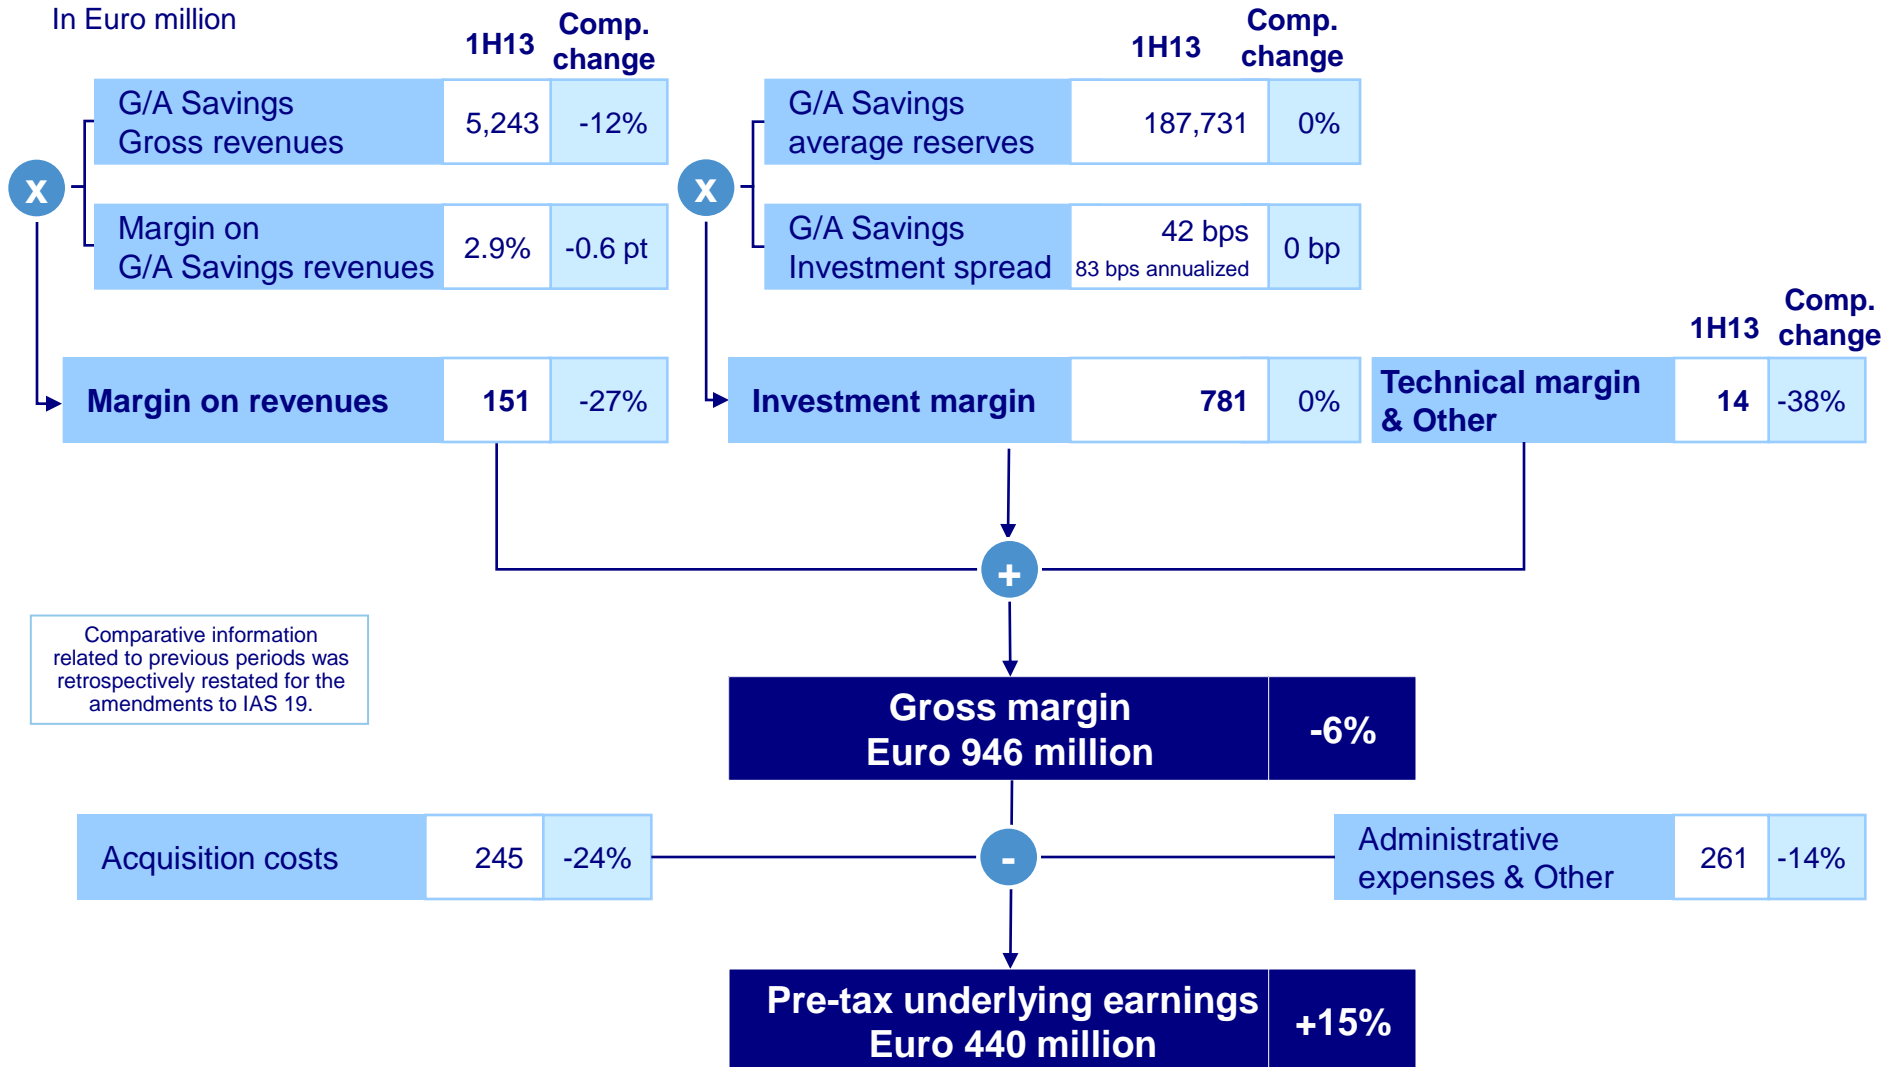 In Euro million
1H13
Comp.
change
G/A Savings
Gross revenues
5,243
-12%
x
Margin on
G/A Savings revenues
2.9%
-0.6 pt
Margin on revenues
151
-27%
1H13
Comp.
change
G/A Savings
average reserves
187,731
0%
x
G/A Savings
Investment spread
42 bps
83 bps annualized
0 bp
Investment margin
781
0%
1H13
Comp.
change
Technical margin
& Other
14
-38%
+
Comparative information
related to previous periods was
retrospectively restated for the
amendments to IAS 19.
Gross margin
Euro 946 million
-6%
Acquisition costs
245
-24%
-
Administrative
expenses & Other
261
-14%
Pre-tax underlying earnings
Euro 440 million
+15%